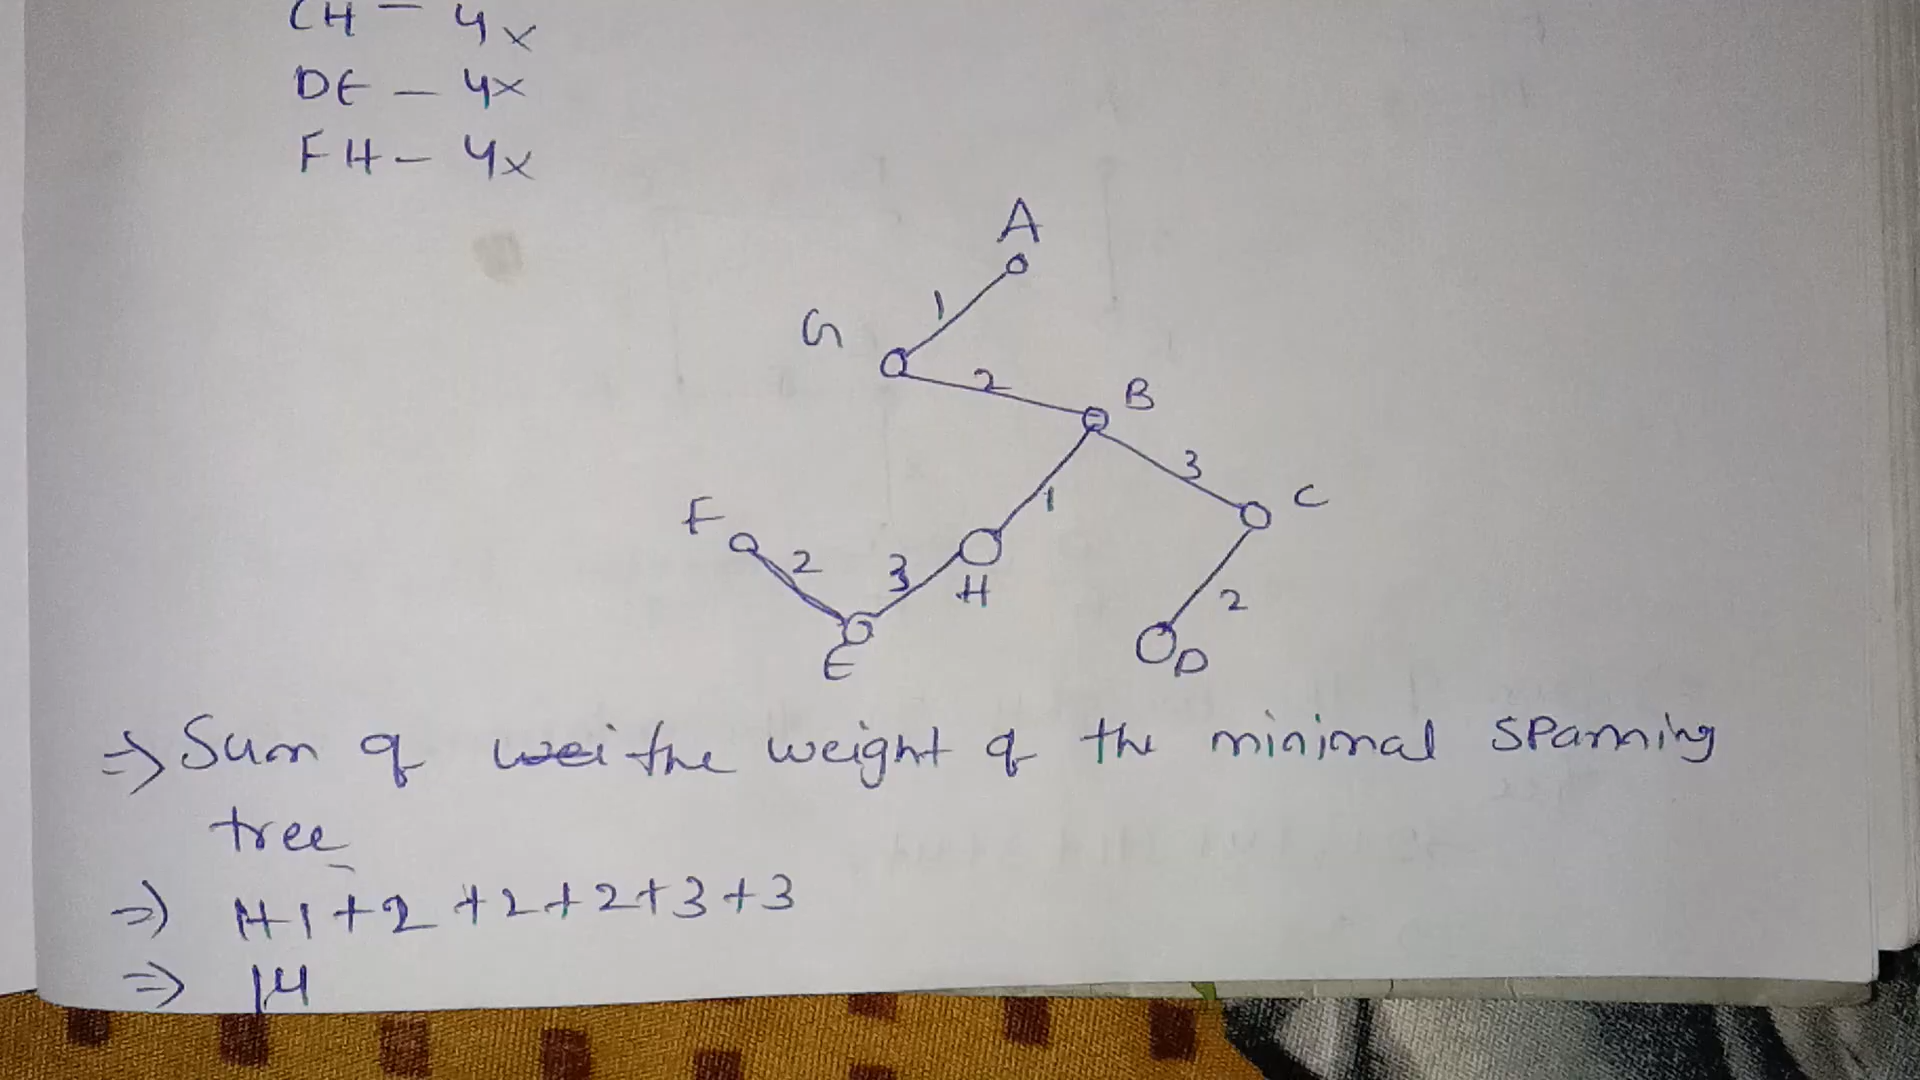 CH - 4x
DE - 4x
FH - 4x
A
1
G
2
B
3
C
F
2
3
1
H
2
E
D
⇒ Sum of wei the weight of the minimal spanning
tree
⇒ 1+1+2+2+2+3+3
⇒ 14